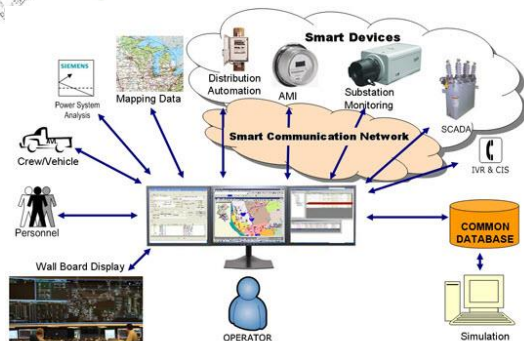 Smart Devices
SIEMENS
Power System
Analysis
Mapping Data
Distribution
Automation
AMI
Substation
Monitoring
SCADA
Smart Communication Network
IVR & CIS
Crew/Vehicle
Personnel
COMMON
DATABASE
Wall Board Display
OPERATOR
Simulation